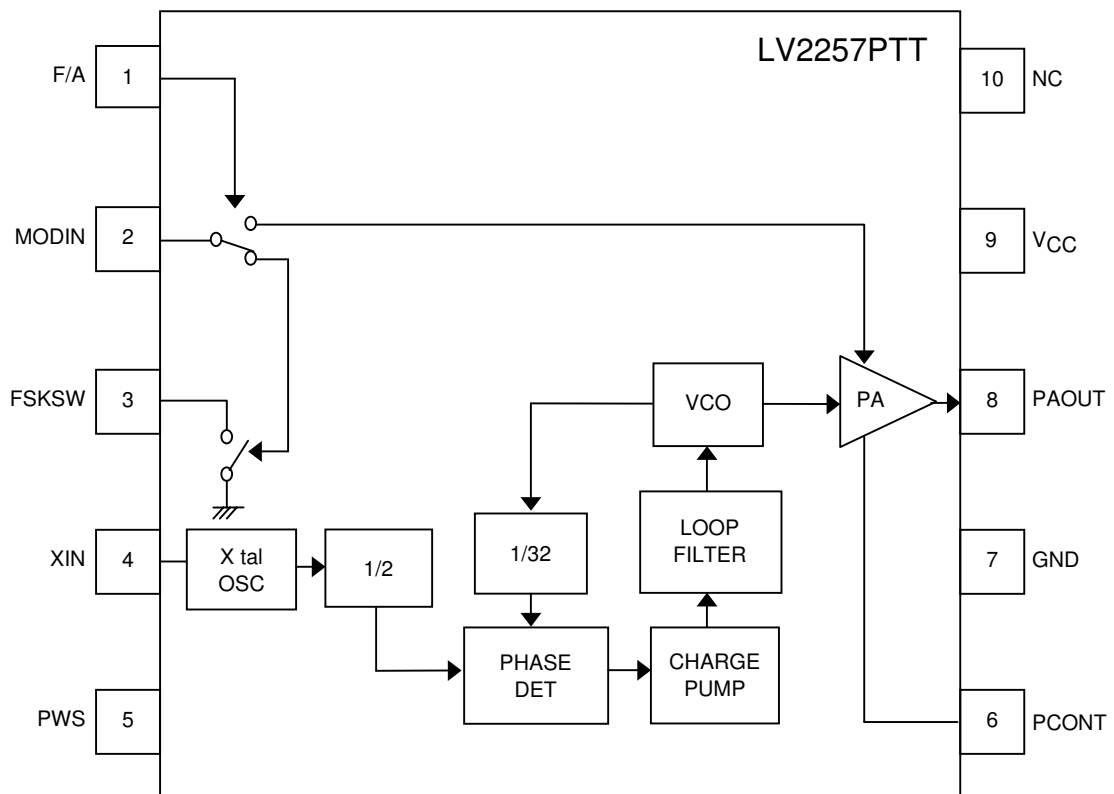 LV2257PTT
F/A
1
10
NC
MODIN
2
9
VCC
FSKSW
3
VCO
PA
8
PAOUT
XIN
4
X tal
OSC
1/2
1/32
LOOP
FILTER
7
GND
PHASE
DET
CHARGE
PUMP
PWS
5
6
PCONT